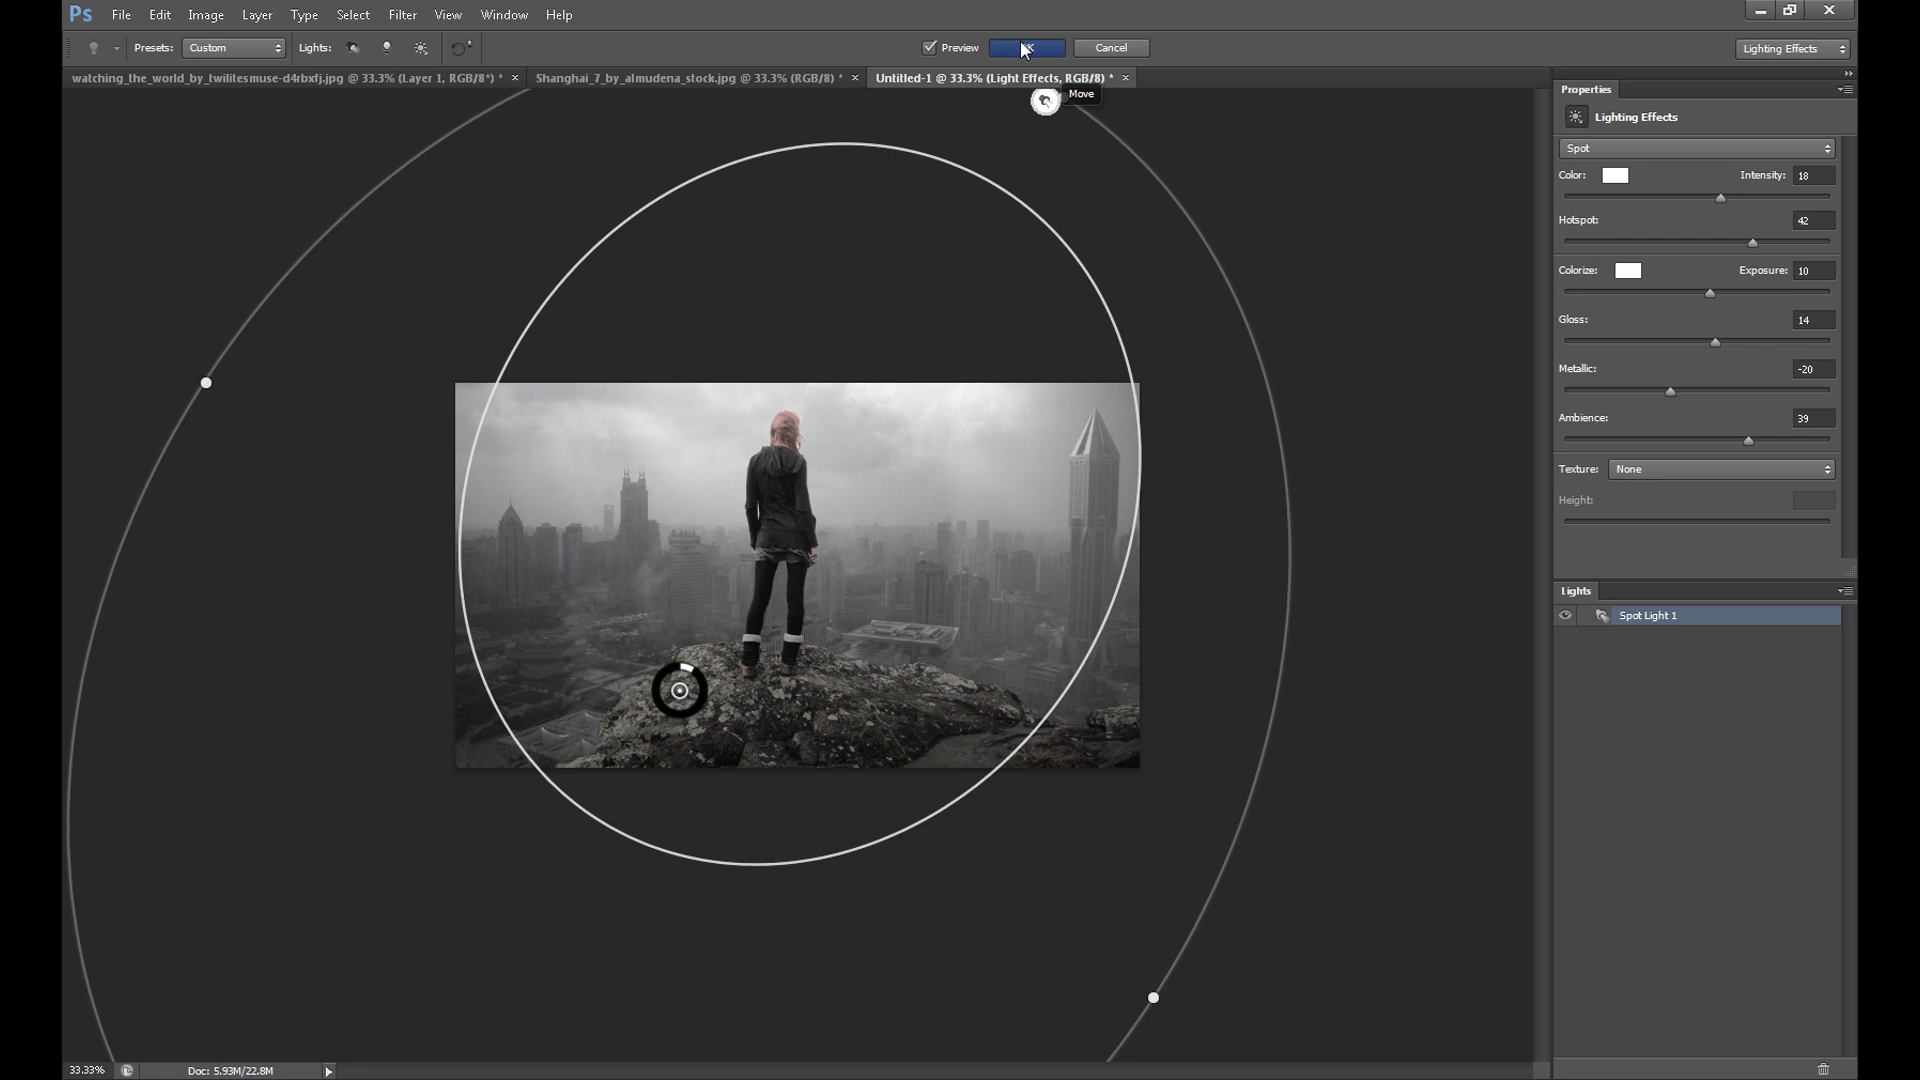 Ps File Edit Image Layer Type Select Filter View Window Help
Presets: Custom Lights: Preview Cancel Lighting Effects
watching_the_world_by_twilitesmuse-d4rbxfj.jpg @ 33.3% (Layer 1, RGB/8*) * × Shanghai_7_by_almudena_stock.jpg @ 33.3% (RGB/8) * × Untitled-1 @ 33.3% (Light Effects, RGB/8) * ×
Move
Properties
Lighting Effects
Spot
Color: Intensity: 18
Hotspot: 42
Colorize: Exposure: 10
Gloss: 14
Metallic: -20
Ambience: 39
Texture: None
Height:
Lights
Spot Light 1
33.33% Doc: 5.93M/22.8M